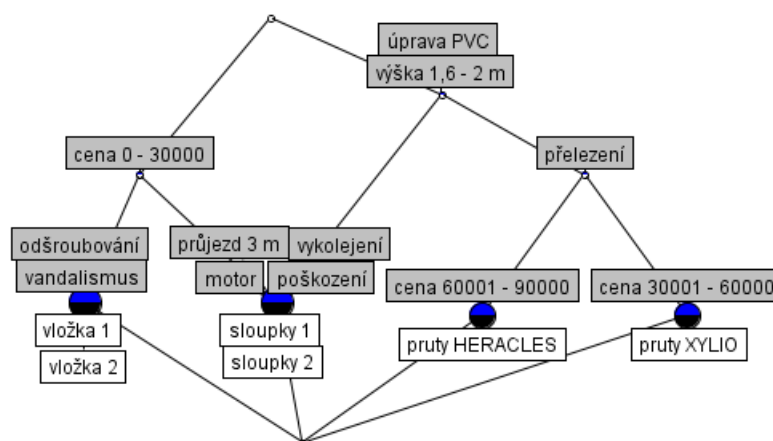 úprava PVC
výška 1,6 - 2 m
cena 0 - 30000
přelezení
odšroubování
vandalismus
průjezd 3 m
motor
vykolejení
poškození
cena 60001 - 90000
cena 30001 - 60000
vložka 1
vložka 2
sloupky 1
sloupky 2
pruty HERACLES
pruty XYLIO